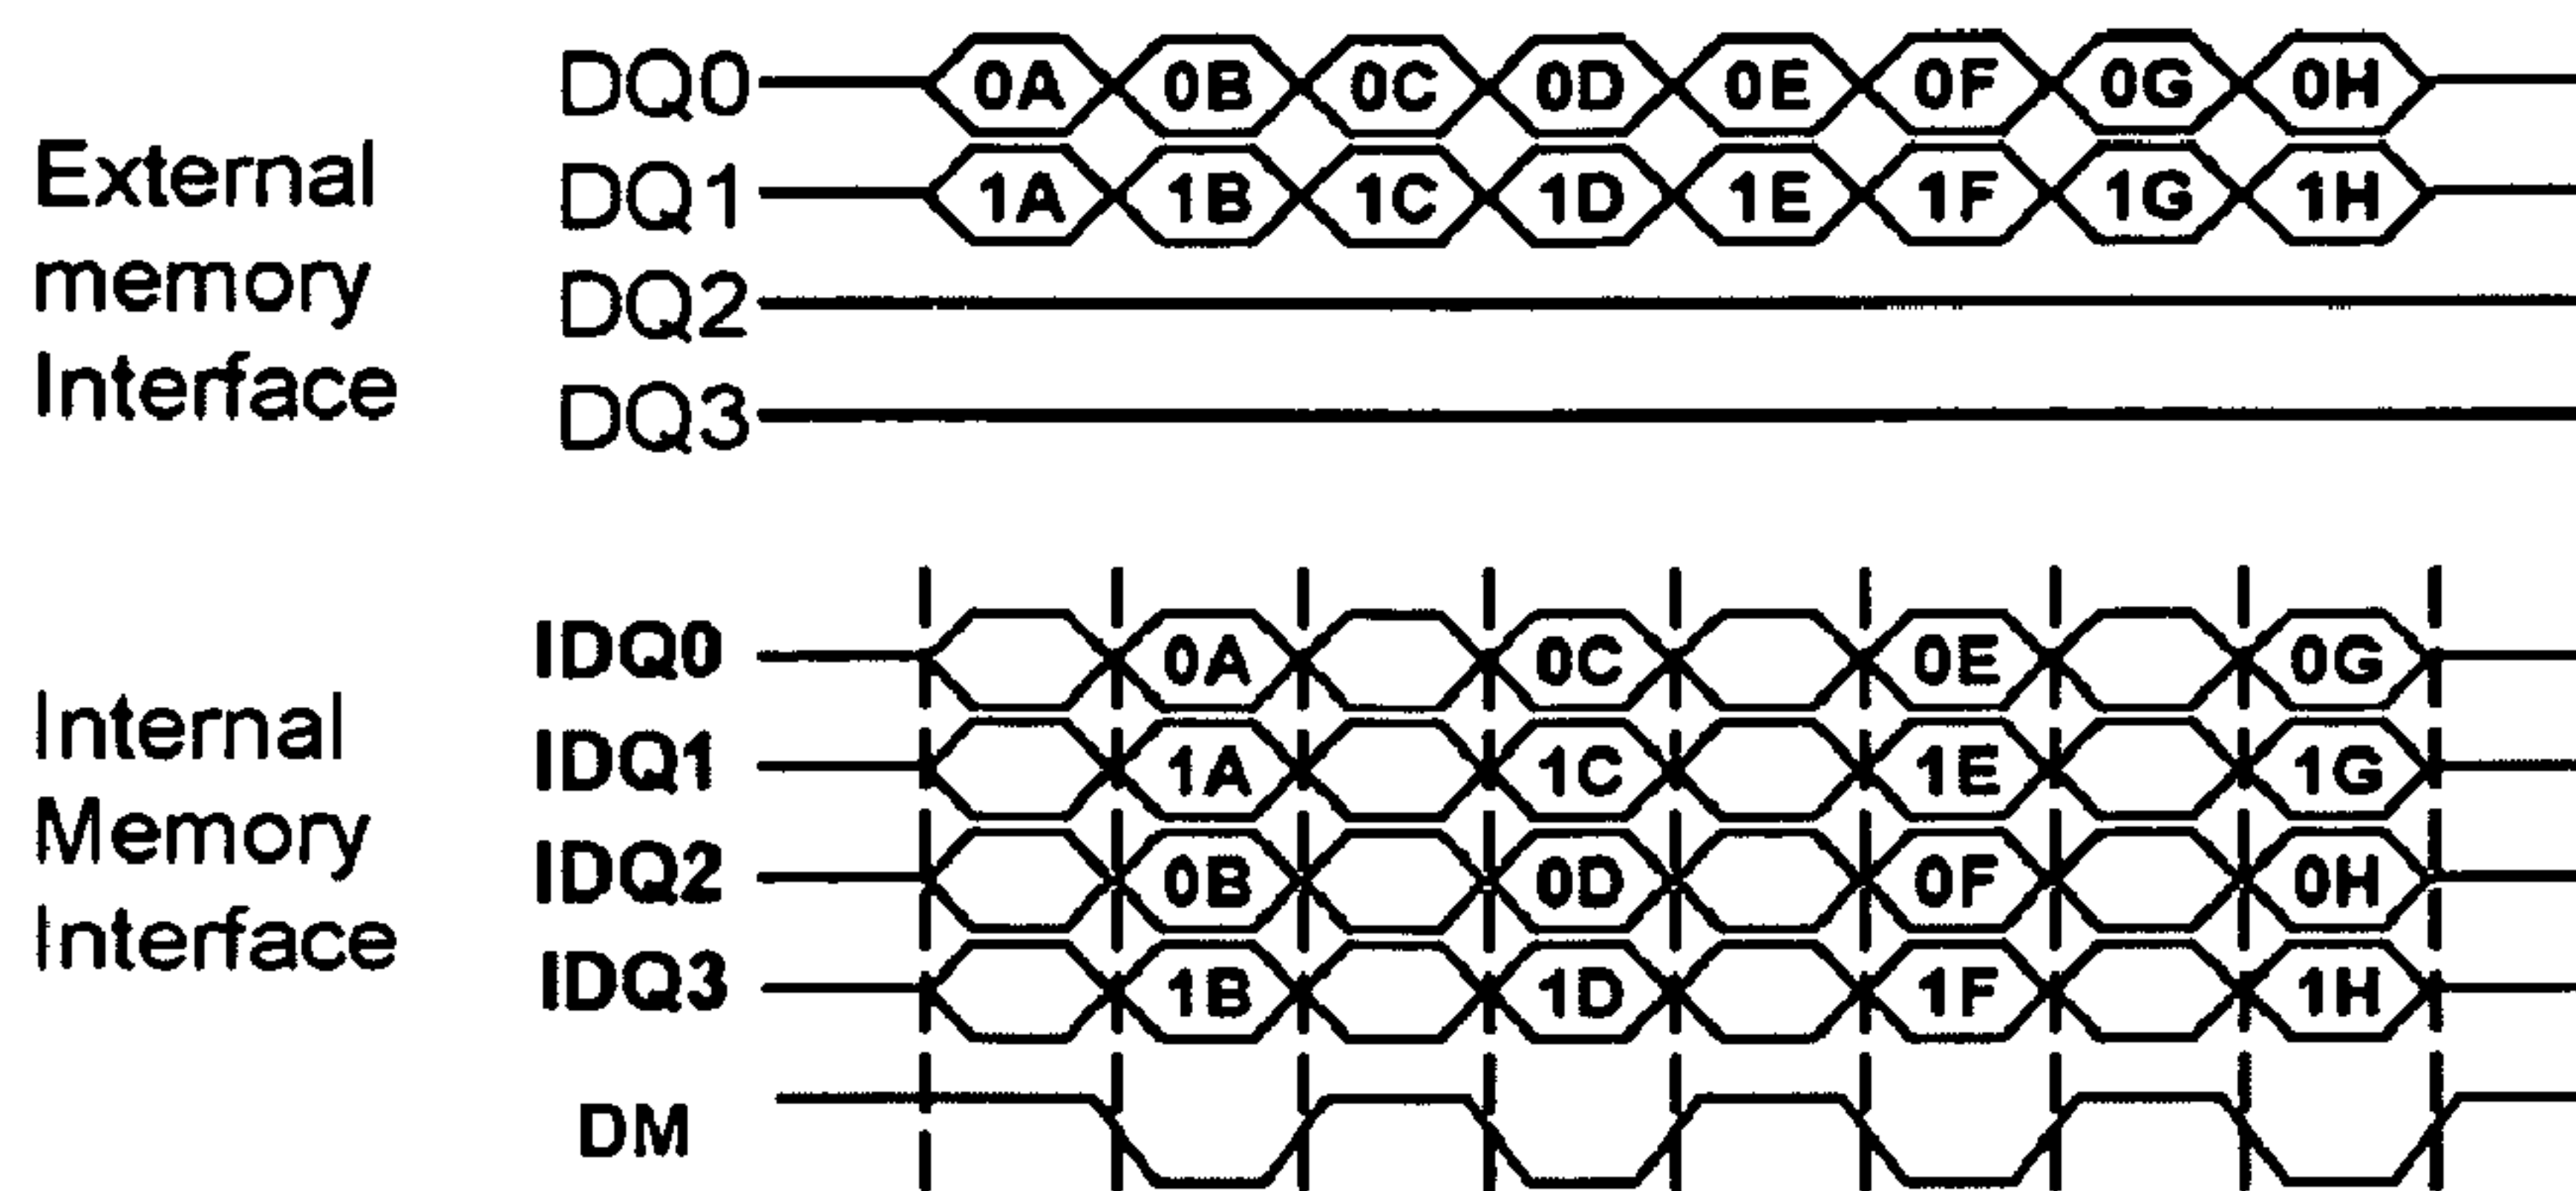 External
memory
Interface
DQ0 0A 0B 0C 0D 0E 0F 0G 0H
DQ1 1A 1B 1C 1D 1E 1F 1G 1H
DQ2
DQ3
Internal
Memory
Interface
IDQ0 0A 0C 0E 0G
IDQ1 1A 1C 1E 1G
IDQ2 0B 0D 0F 0H
IDQ3 1B 1D 1F 1H
DM